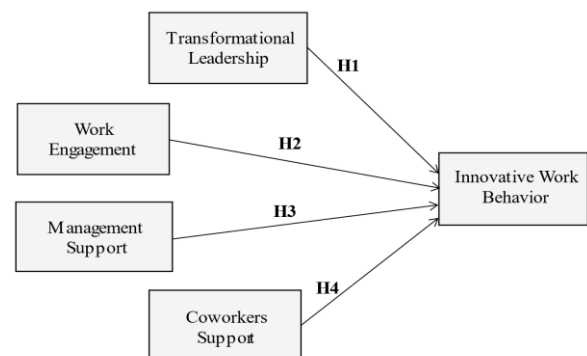 Transformational
Leadership
H1
Work
Engagement
H2
Innovative Work
Behavior
H3
Management
Support
H4
Coworkers
Support